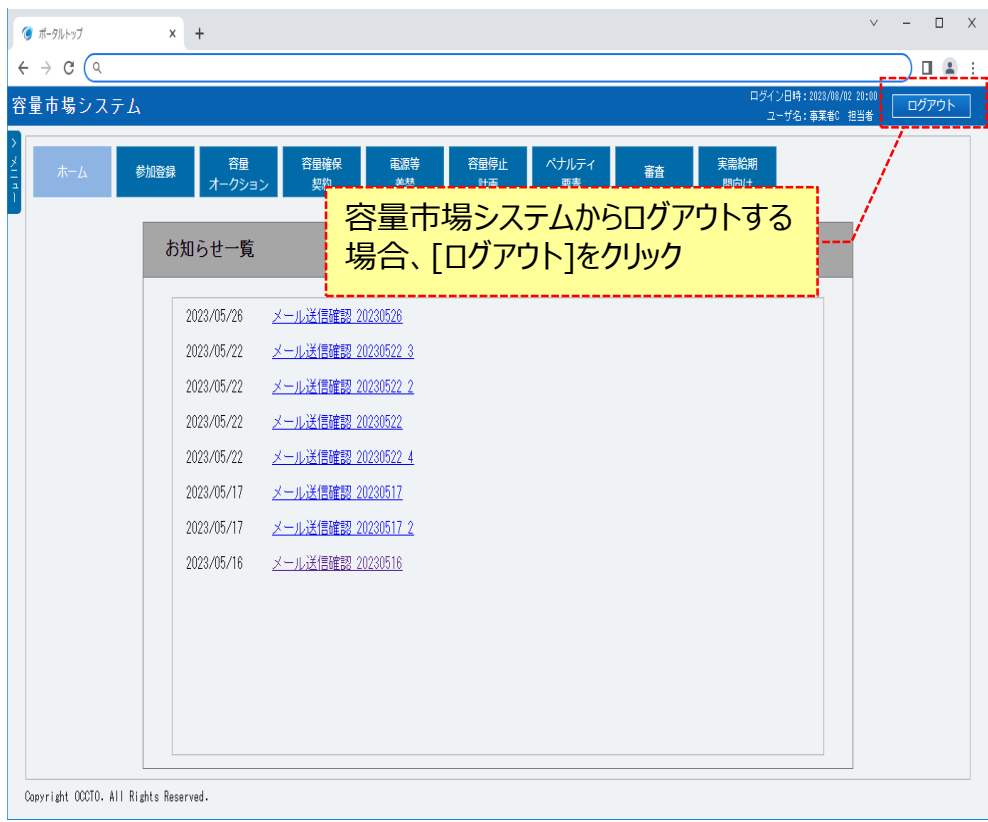 ポータルトップ
容量市場システム
ログイン日時：2023/08/02 20:00
ユーザ名：事業者C 担当者
ログアウト
メニュー
ホーム
参加登録
容量
オークション
容量確保
契約
電源等
差替
容量停止
計画
ペナルティ
要素
審査
実需給期
間向け
容量市場システムからログアウトする
場合、[ログアウト]をクリック
お知らせ一覧
2023/05/26 メール送信確認 20230526
2023/05/22 メール送信確認 20230522_3
2023/05/22 メール送信確認 20230522_2
2023/05/22 メール送信確認 20230522
2023/05/22 メール送信確認 20230522_4
2023/05/17 メール送信確認 20230517
2023/05/17 メール送信確認 20230517_2
2023/05/16 メール送信確認 20230516
Copyright OCCTO. All Rights Reserved.